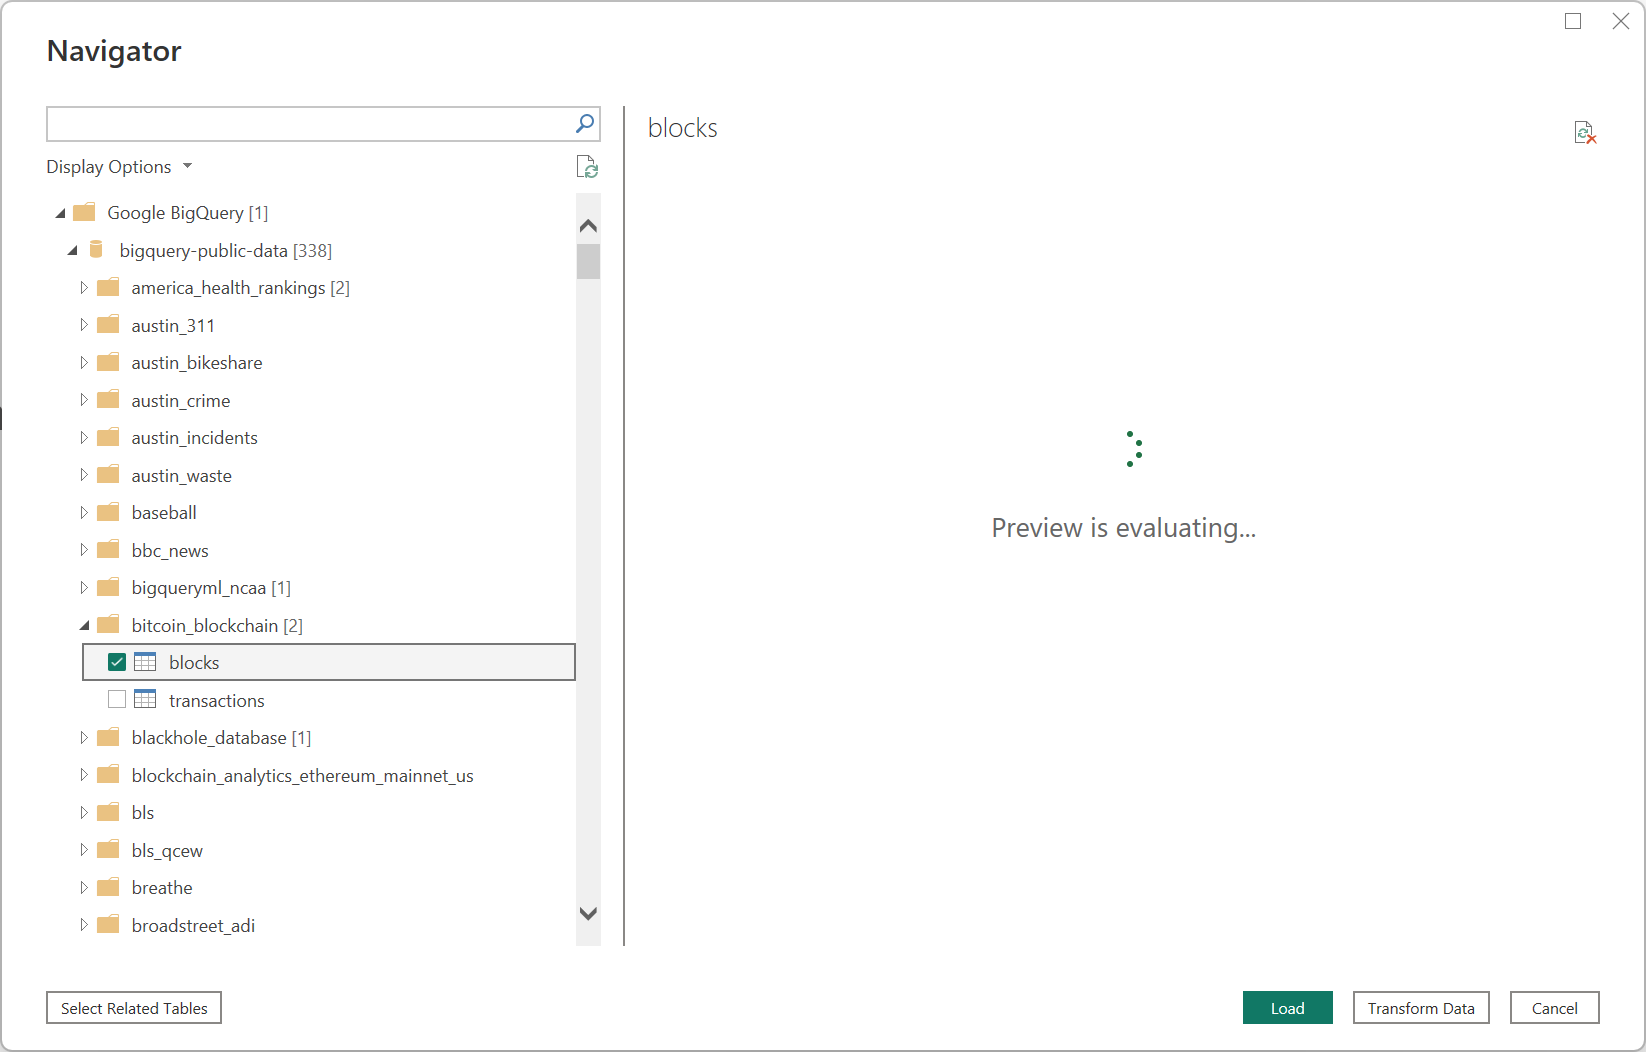 Navigator
Display Options
Google BigQuery [1]
bigquery-public-data [338]
america_health_rankings [2]
austin_311
austin_bikeshare
austin_crime
austin_incidents
austin_waste
baseball
bbc_news
bigqueryml_ncaa [1]
bitcoin_blockchain [2]
blocks
transactions
blackhole_database [1]
blockchain_analytics_ethereum_mainnet_us
bls
bls_qcew
breathe
broadstreet_adi
blocks
Preview is evaluating...
Select Related Tables
Load
Transform Data
Cancel